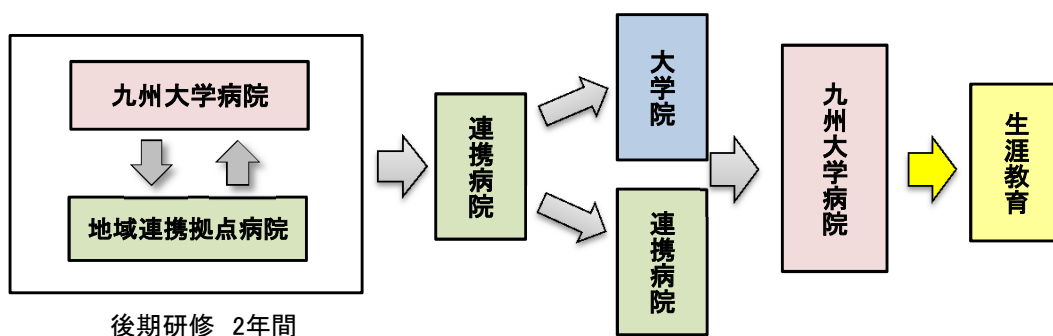 九州大学病院
地域連携拠点病院
後期研修 2年間
連携病院
大学院
連携病院
九州大学病院
生涯教育